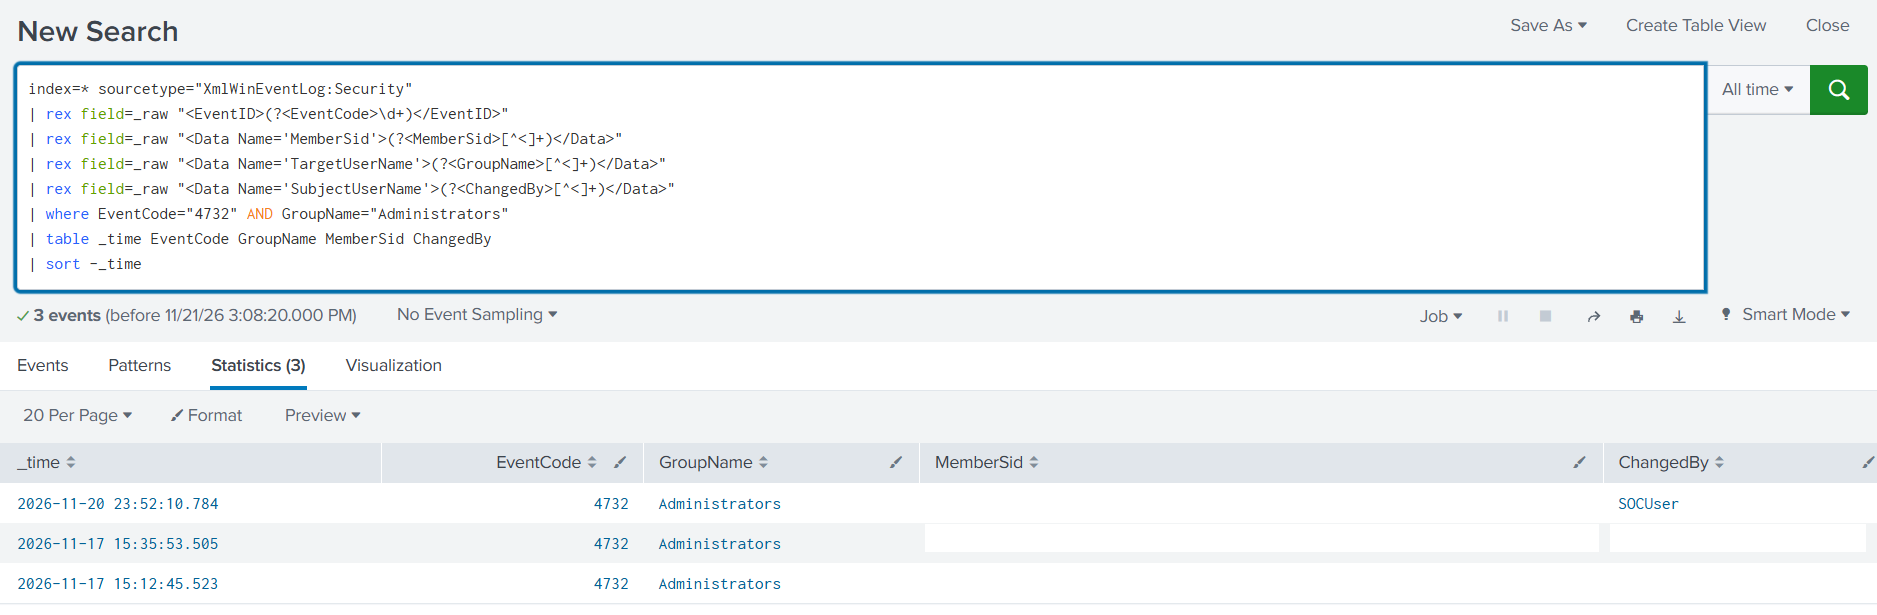 New Search
Save As
Create Table View
Close
index=* sourcetype="XmlWinEventLog:Security"
| rex field=_raw "<EventID>(?<EventCode>\d+)</EventID>"
| rex field=_raw "<Data Name='MemberSid'>(?<MemberSid>[^<]+)</Data>"
| rex field=_raw "<Data Name='TargetUserName'>(?<GroupName>[^<]+)</Data>"
| rex field=_raw "<Data Name='SubjectUserName'>(?<ChangedBy>[^<]+)</Data>"
| where EventCode="4732" AND GroupName="Administrators"
| table _time EventCode GroupName MemberSid ChangedBy
| sort -_time
All time
3 events (before 11/21/26 3:08:20.000 PM)
No Event Sampling
Job
Smart Mode
Events
Patterns
Statistics (3)
Visualization
20 Per Page
Format
Preview
_time EventCode GroupName MemberSid ChangedBy
2026-11-20 23:52:10.784 4732 Administrators SOCUser
2026-11-17 15:35:53.505 4732 Administrators
2026-11-17 15:12:45.523 4732 Administrators